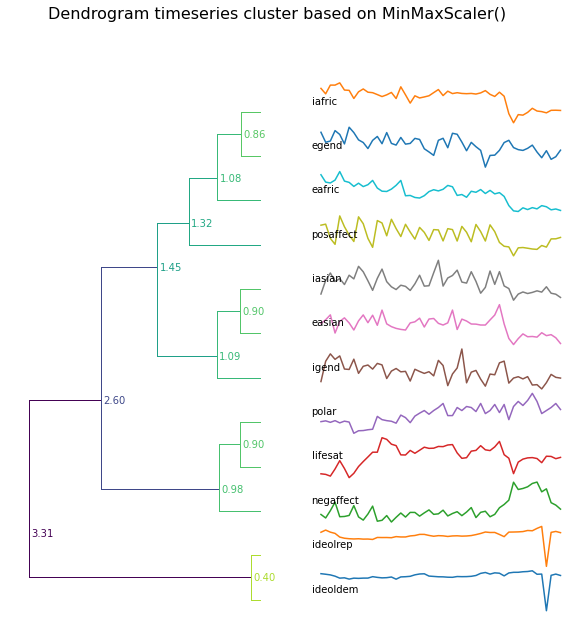 Dendrogram timeseries cluster based on MinMaxScaler()
iafric
0.86
egend
1.08
eafric
1.32
posaffect
1.45
iasian
0.90
easian
1.09
igend
2.60
polar
0.90
lifesat
0.98
negaffect
3.31
ideolrep
0.40
ideoldem